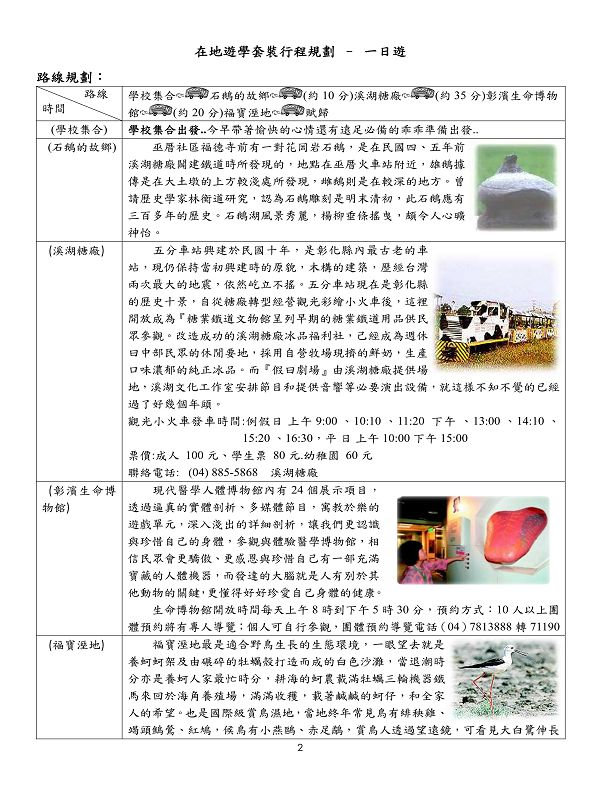 在地遊學套裝行程規劃 – 一日遊
路線規劃：
路線
時間
學校集合石鵝的故鄉(約 10 分)溪湖糖廠(約 35 分)彰濱生命博物
館(約 20 分)福寶溼地賦歸
(學校集合)
學校集合出發..今早帶著愉快的心情還有遠足必備的乖乖準備出發..
(石鵝的故鄉)
巫厝社區福德寺前有一對花岡岩石鵝，是在民國四、五年前
溪湖糖廠開建鐵道時所發現的，地點在巫厝火車站附近，雄鵝據
傳是在大土墩的上方較淺處所發現，雌鵝則是在較深的地方。曾
請歷史學家林衡道研究，認為石鵝雕刻是明末清初，此石鵝應有
三百多年的歷史。石鵝湖風景秀麗，楊柳垂條搖曳，頗令人心曠
神怡。
(溪湖糖廠)
五分車站興建於民國十年，是彰化縣內最古老的車
站，現仍保持當初興建時的原貌，木構的建築，歷經台灣
兩次最大的地震，依然屹立不搖。五分車站現在是彰化縣
的歷史十景，自從糖廠轉型經營觀光彩繪小火車後，這裡
開放成為『糖業鐵道文物館呈列早期的糖業鐵道用品供民
眾參觀。改造成功的溪湖糖廠冰品福利社，已經成為週休
日中部民眾的休閒要地，採用自營牧場現擠的鮮奶，生產
口味濃郁的純正冰品。而『假日劇場』由溪湖糖廠提供場
地，溪湖文化工作室安排節目和提供音響等必要演出設備，就這樣不知不覺的已經
過了好幾個年頭。
觀光小火車發車時間:例假日 上午 9:00 、10:10 、11:20 下午 、13:00 、14:10 、
15:20 、16:30，平 日 上午 10:00 下午 15:00
票價:成人 100 元、學生票 80 元.幼稚園 60 元
聯絡電話: (04) 885-5868 溪湖糖廠
(彰濱生命博
物館)
現代醫學人體博物館內有 24 個展示項目，
透過逼真的實體剖析、多媒體節目，寓教於樂的
遊戲單元，深入淺出的詳細剖析，讓我們更認識
與珍惜自己的身體，參觀與體驗醫學博物館，相
信民眾會更驕傲、更感恩與珍惜自己有一部充滿
寶藏的人體機器，而發達的大腦就是人有別於其
他動物的關鍵，更懂得好好珍愛自己身體的健康。
生命博物館開放時間每天上午 8 時到下午 5 時 30 分，預約方式：10 人以上團
體預約將有專人導覽；個人可自行參觀，團體預約導覽電話（04）7813888 轉 71190
(福寶溼地)
福寶溼地最是適合野鳥生長的生態環境，一眼望去就是
養蚵蚵架及由碾碎的牡蠣殼打造而成的白色沙灘，當退潮時
分亦是養蚵人家最忙時分，耕海的蚵農載滿牡蠣三輪機器鐵
馬來回於海角養殖場，滿滿收穫，載著鹹鹹的蚵仔，和全家
人的希望。也是國際級賞鳥濕地，當地終年常見鳥有緋秧雞、
鴻頭鱺鶯、紅鳩，侯鳥有小燕鷗、赤足鷸，賞鳥人透過望遠鏡，可看見大白鷺伸長
2